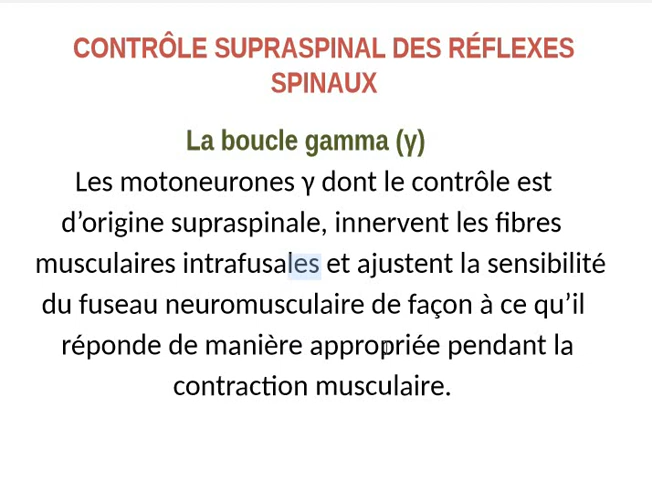 CONTRÔLE SUPRASPINAL DES RÉFLEXES
SPINAUX
La boucle gamma (γ)
Les motoneurones γ dont le contrôle est
d’origine supraspinale, innervent les fibres
musculaires intrafusales et ajustent la sensibilité
du fuseau neuromusculaire de façon à ce qu’il
réponde de manière appropriée pendant la
contraction musculaire.